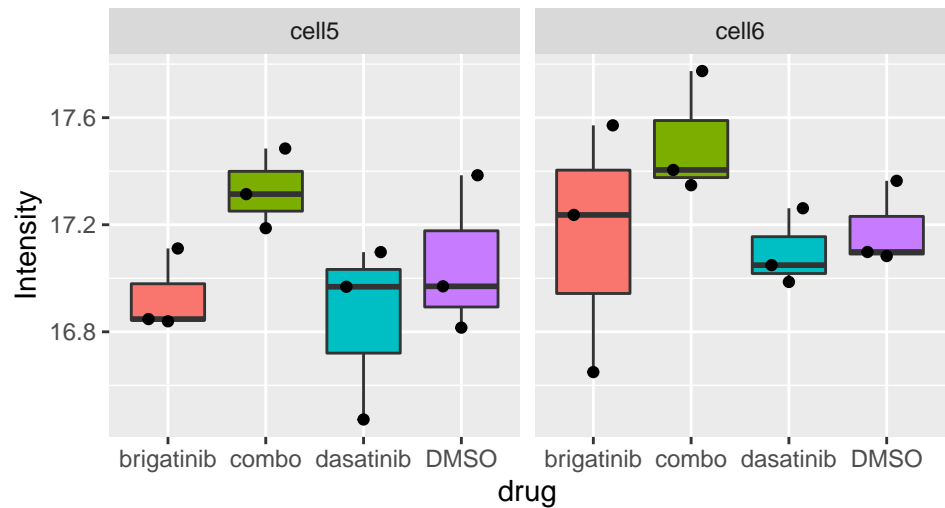 cell5 cell6
17.6
17.2
16.8
Intensity
brigatinib combo dasatinib DMSO brigatinib combo dasatinib DMSO
drug